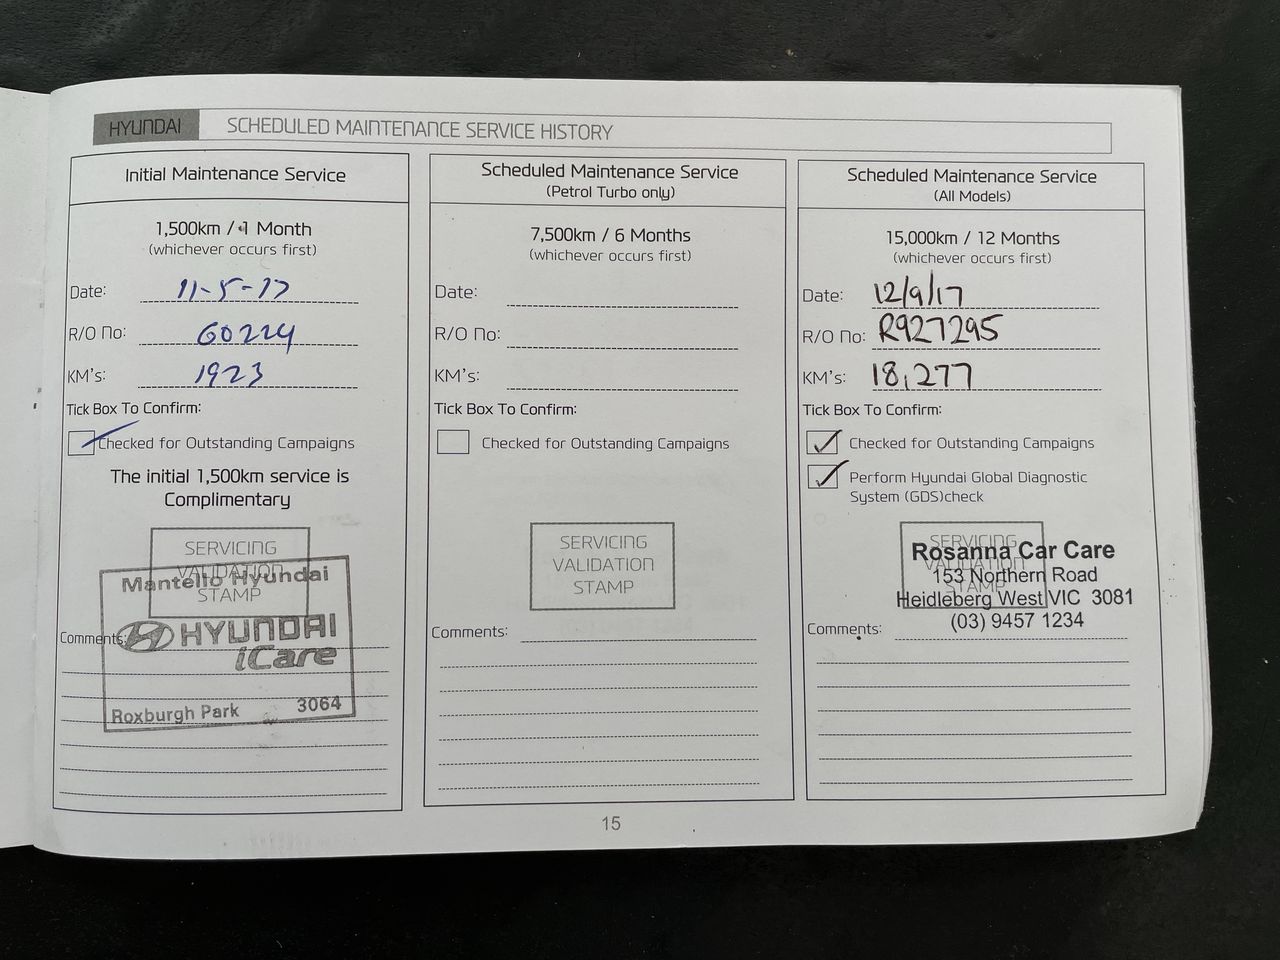 HYUNDAI SCHEDULED MAINTENANCE SERVICE HISTORY
Initial Maintenance Service
1,500km / 1 Month
(whichever occurs first)
Date: 11-5-17
R/O No: 60224
KM's: 1923
Tick Box To Confirm:
Checked for Outstanding Campaigns
The initial 1,500km service is
Complimentary
SERVICING
VALIDATION
STAMP
Mantello Hyundai
HYUNDAI
iCare
Roxburgh Park 3064
Comments:
Scheduled Maintenance Service
(Petrol Turbo only)
7,500km / 6 Months
(whichever occurs first)
Date:
R/O No:
KM's:
Tick Box To Confirm:
Checked for Outstanding Campaigns
SERVICING
VALIDATION
STAMP
Comments:
Scheduled Maintenance Service
(All Models)
15,000km / 12 Months
(whichever occurs first)
Date: 12/9/17
R/O No: R927295
KM's: 18,277
Tick Box To Confirm:
Checked for Outstanding Campaigns
Perform Hyundai Global Diagnostic
System (GDS)check
SERVICING
VALIDATION
STAMP
Rosanna Car Care
153 Northern Road
Heidleberg West VIC 3081
(03) 9457 1234
Comments:
15